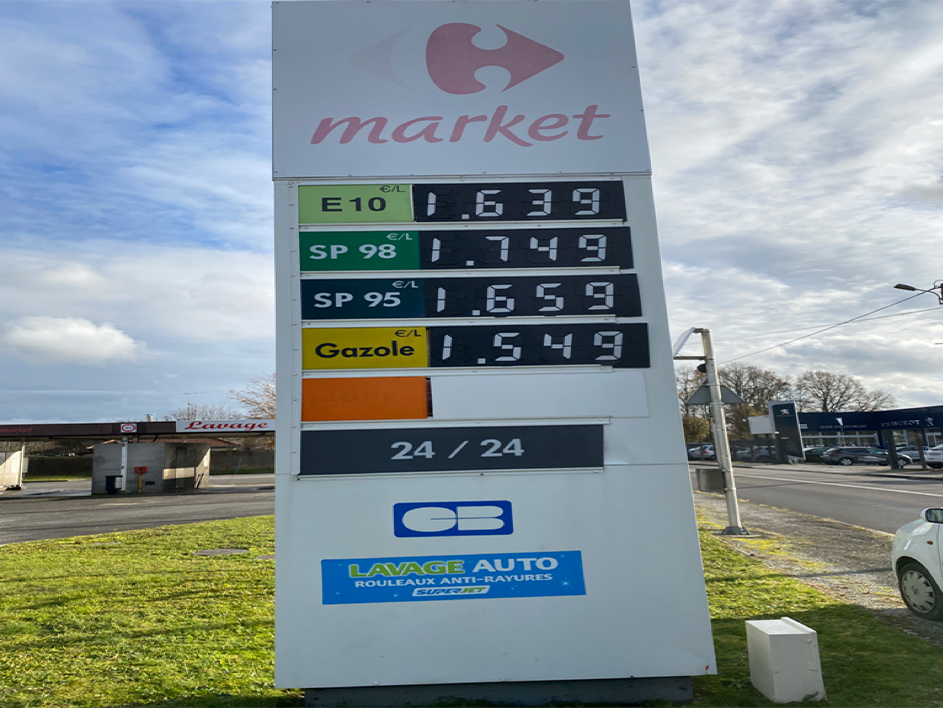 market
€/L
E10 1.639
€/L
SP 98 1.749
€/L
SP 95 1.659
€/L
Gazole 1.549
24 / 24
CB
LAVAGE AUTO
ROULEAUX ANTI-RAYURES
SUPERJET
Lavage
PEUGEOT